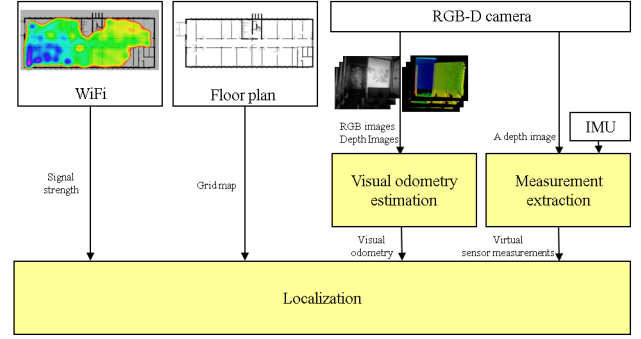 RGB-D camera
WiFi
Floor plan
RGB images
Depth Images
A depth image
IMU
Signal
strength
Grid map
Visual odometry
estimation
Measurement
extraction
Visual
odometry
Virtual
sensor measurements
Localization